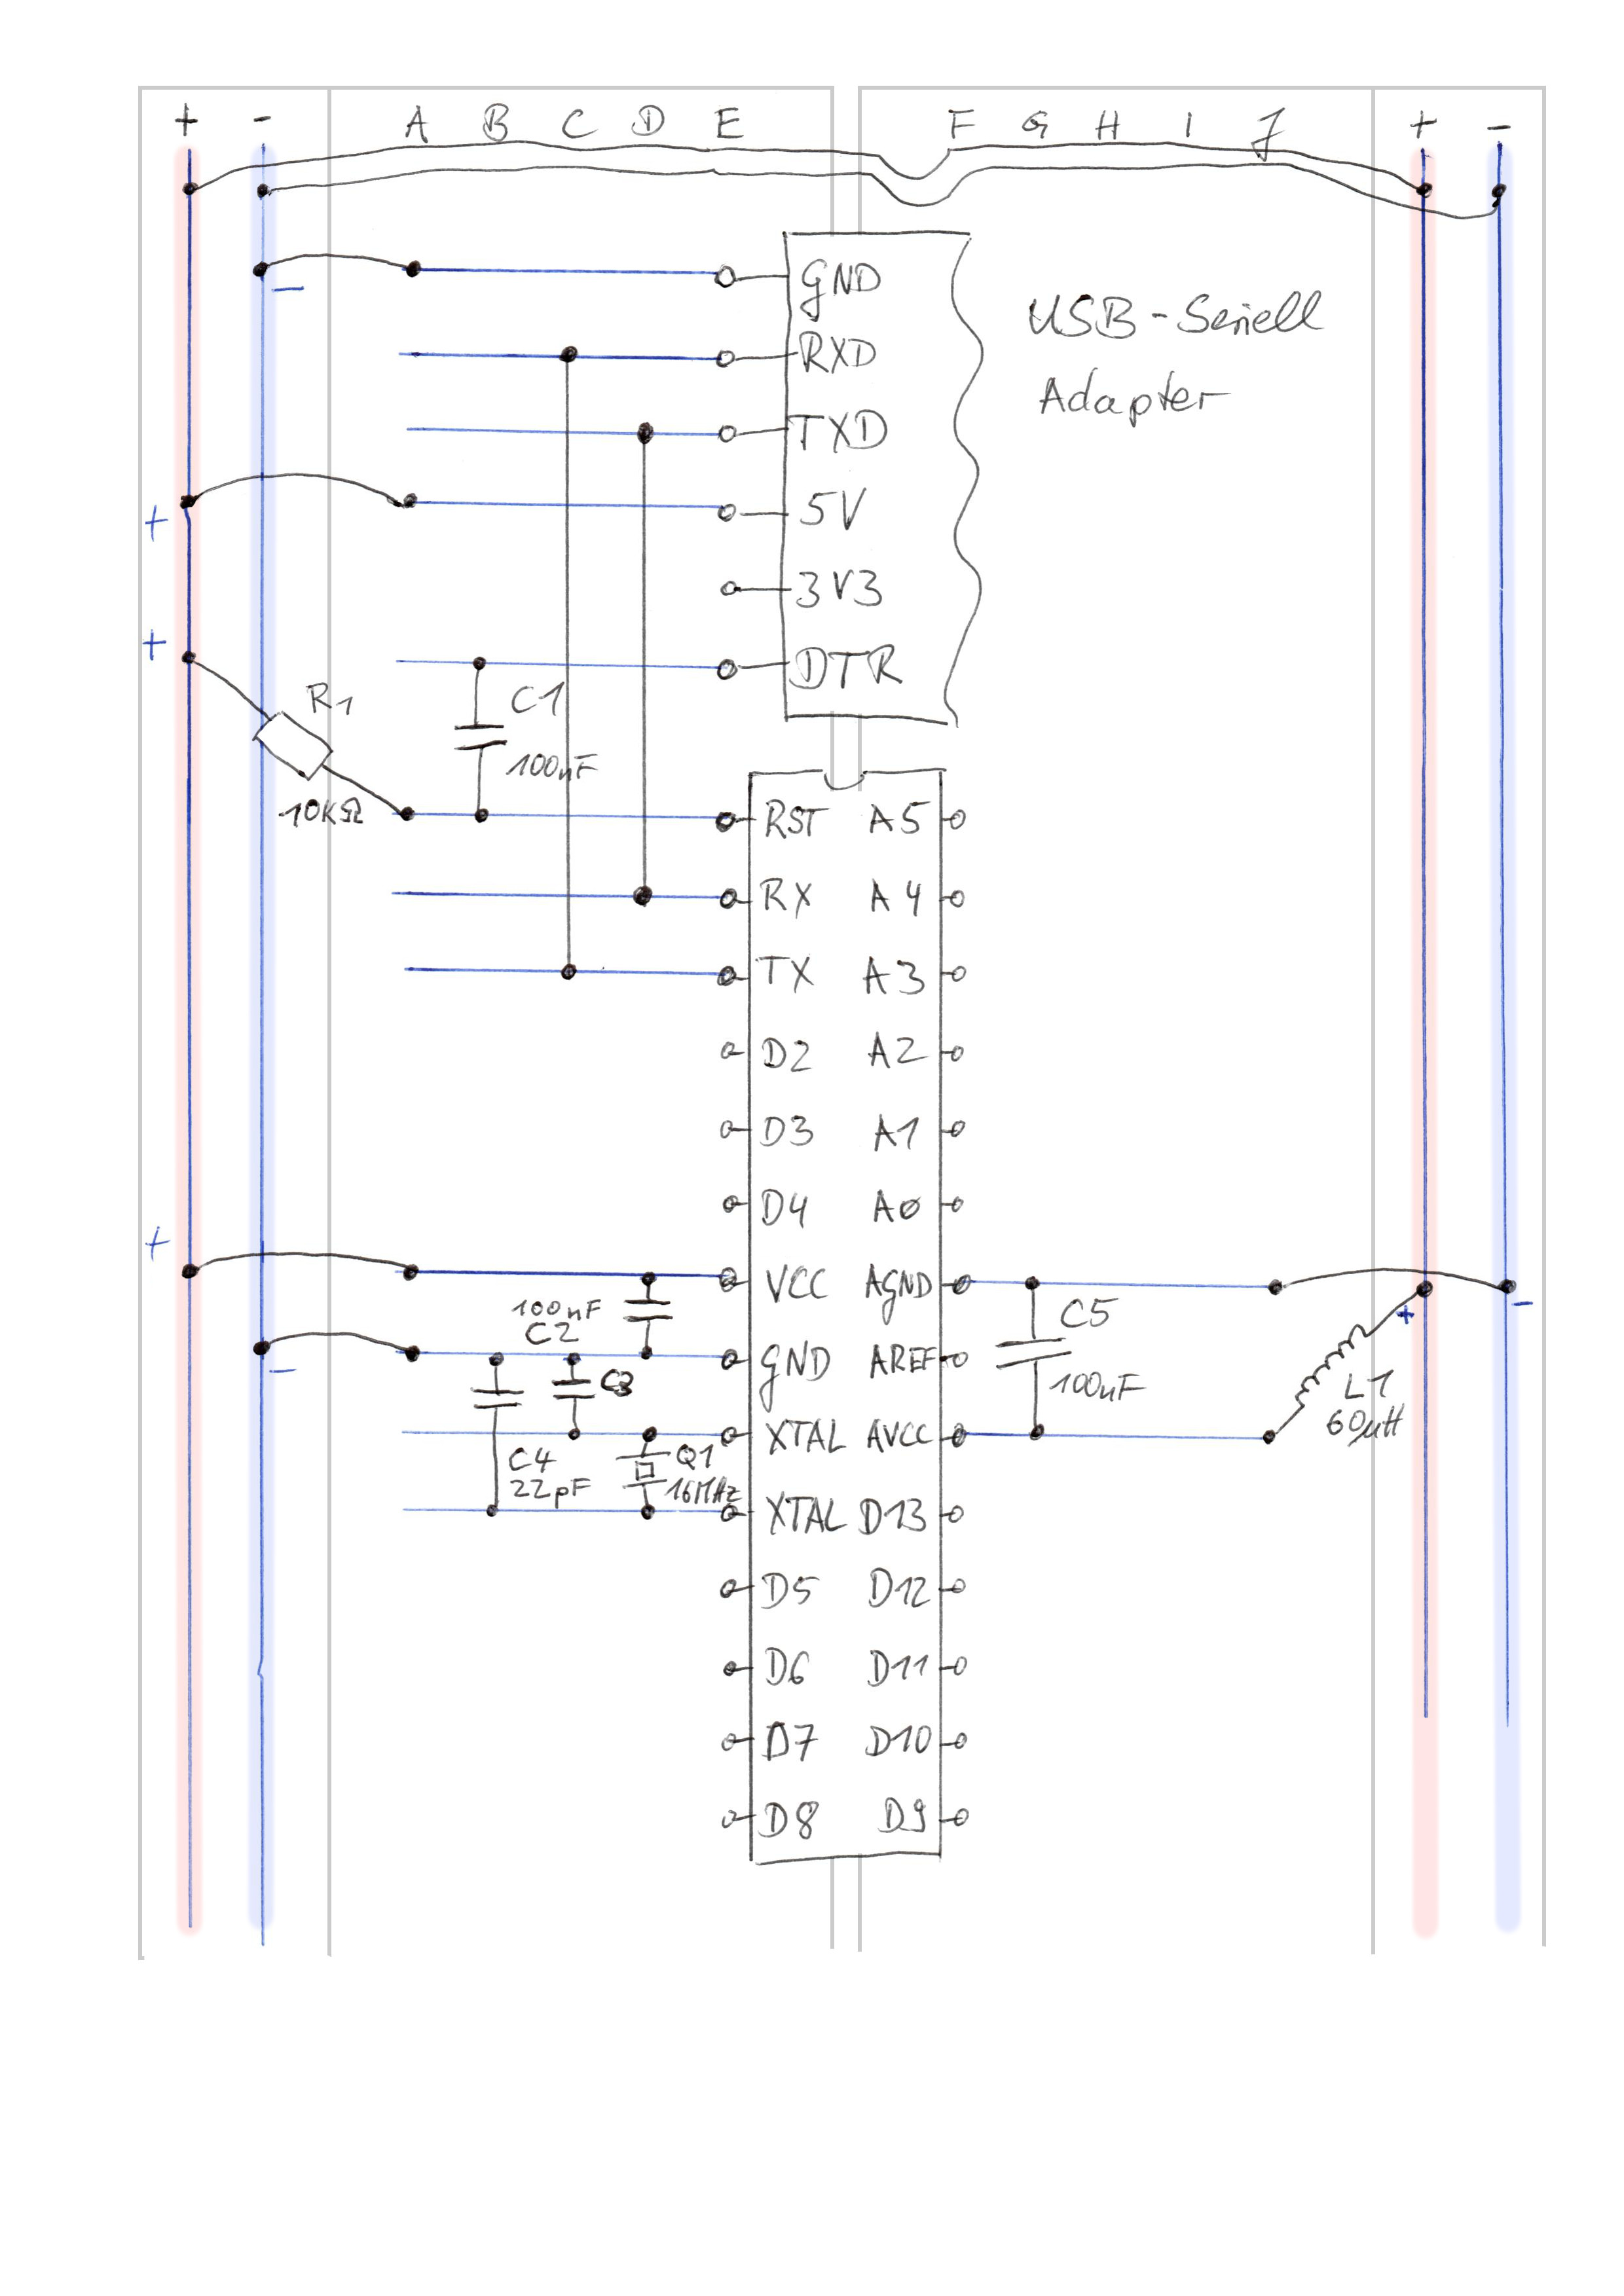 + - A B C D E F G H I J + -
GND
USB-Seriell
RXD
Adapter
TXD
5V
+
3V3
+
DTR
R1
C1
100nF
10KΩ
RST A5
RX A4
TX A3
D2 A2
D3 A1
D4 A0
+
VCC AGND
100nF
C2
C5
+ -
GND AREF
-
C3
100nF
L1
60µH
XTAL AVCC
C4
22pF
Q1
16MHz
XTAL D13
D5 D12
D6 D11
D7 D10
D8 D9